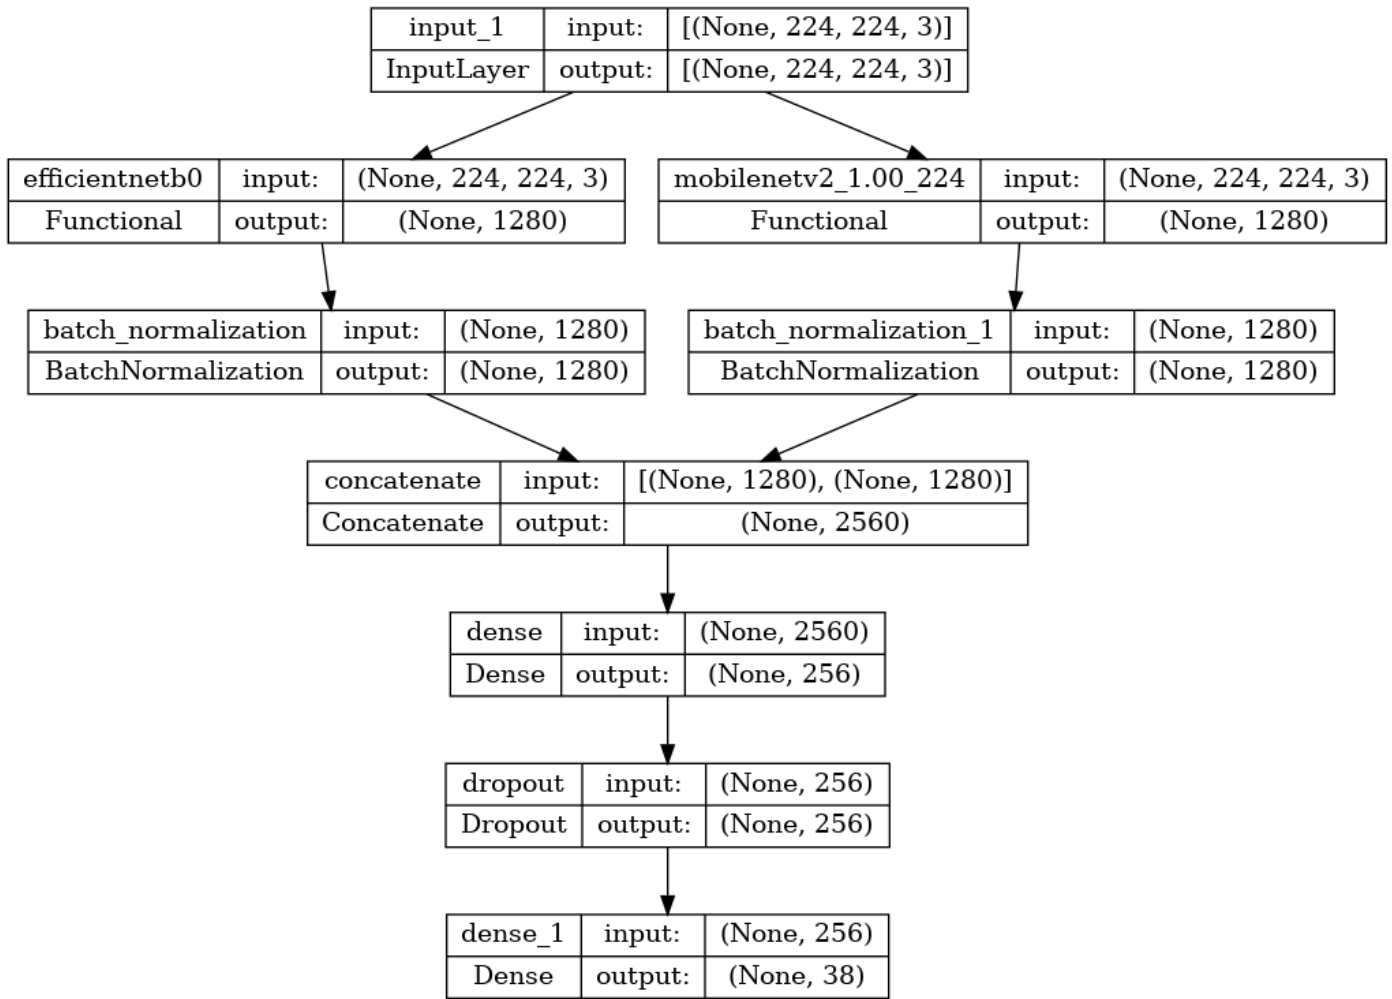 input_1 input: [(None, 224, 224, 3)]
InputLayer output: [(None, 224, 224, 3)]
efficientnetb0 input: (None, 224, 224, 3)
Functional output: (None, 1280)
mobilenetv2_1.00_224 input: (None, 224, 224, 3)
Functional output: (None, 1280)
batch_normalization input: (None, 1280)
BatchNormalization output: (None, 1280)
batch_normalization_1 input: (None, 1280)
BatchNormalization output: (None, 1280)
concatenate input: [(None, 1280), (None, 1280)]
Concatenate output: (None, 2560)
dense input: (None, 2560)
Dense output: (None, 256)
dropout input: (None, 256)
Dropout output: (None, 256)
dense_1 input: (None, 256)
Dense output: (None, 38)